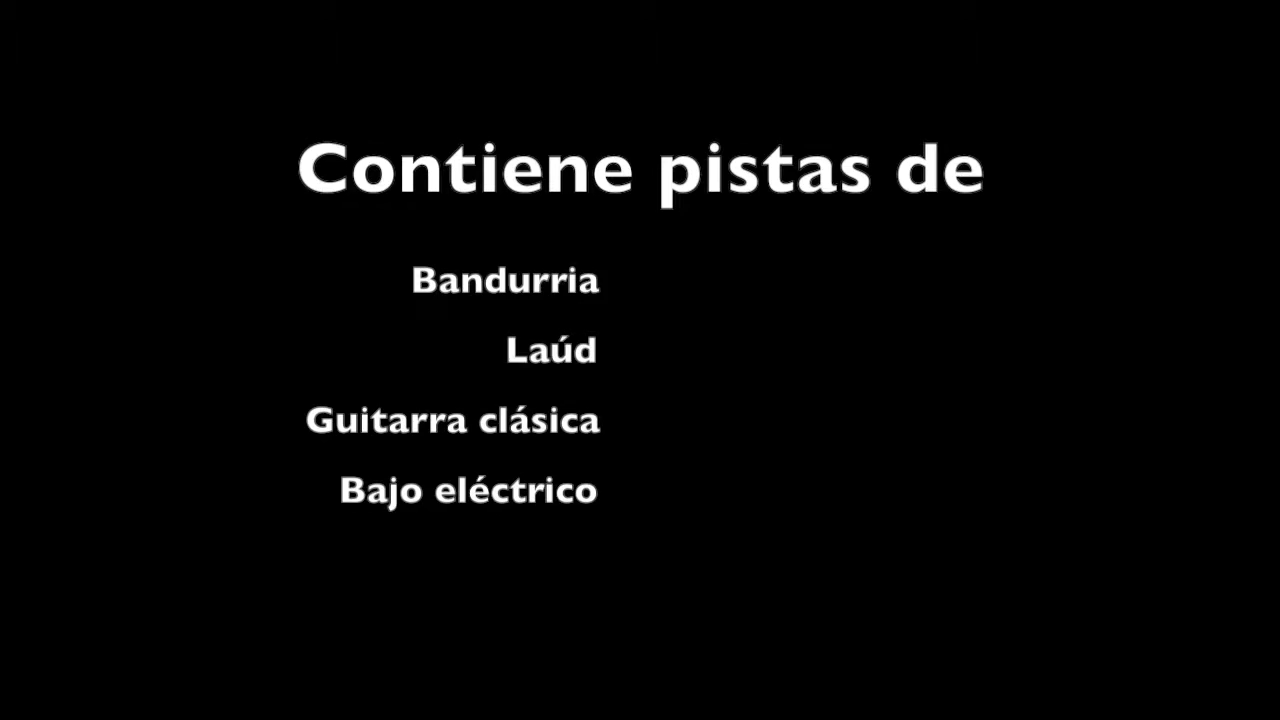 Contiene pistas de
Bandurria
Laúd
Guitarra clásica
Bajo eléctrico